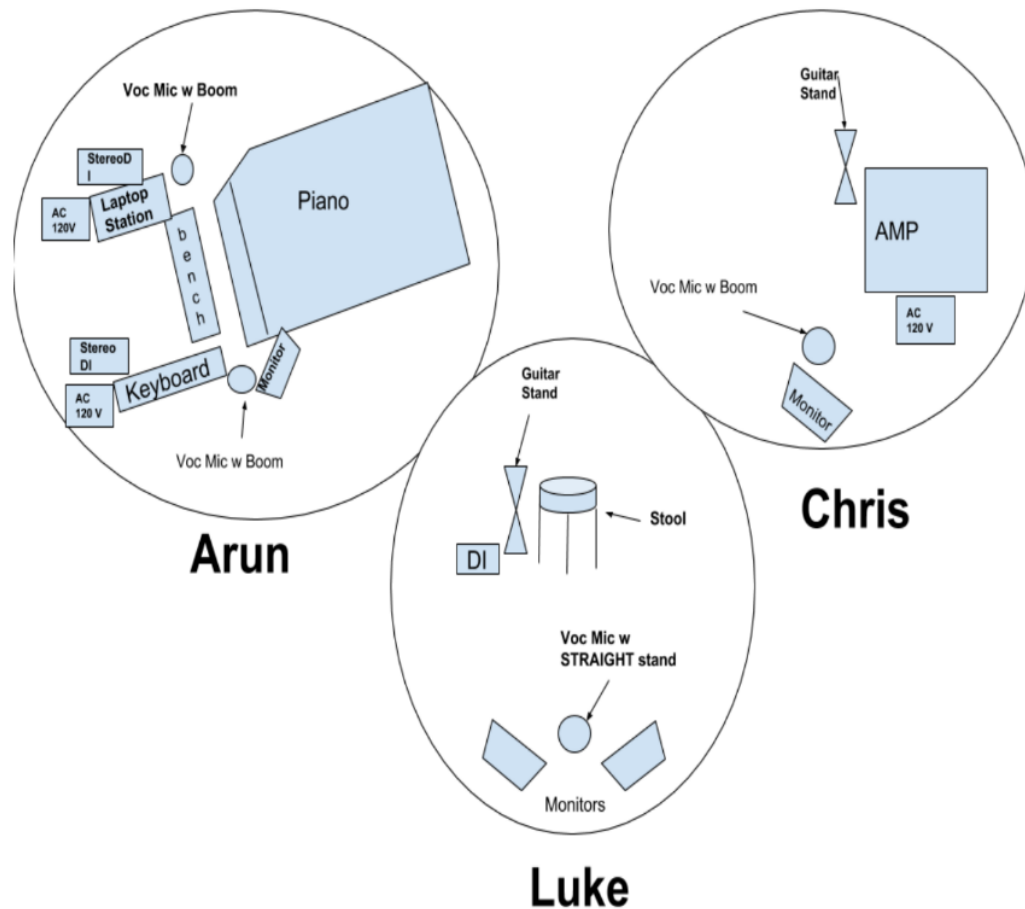 Voc Mic w Boom
StereoD
I
Laptop
Station
AC
120V
b
e
n
c
h
Piano
Stereo
DI
Keyboard
AC
120 V
Monitor
Voc Mic w Boom
Arun
Guitar
Stand
AMP
Voc Mic w Boom
AC
120 V
Monitor
Chris
Guitar
Stand
Stool
DI
Voc Mic w
STRAIGHT stand
Monitors
Luke